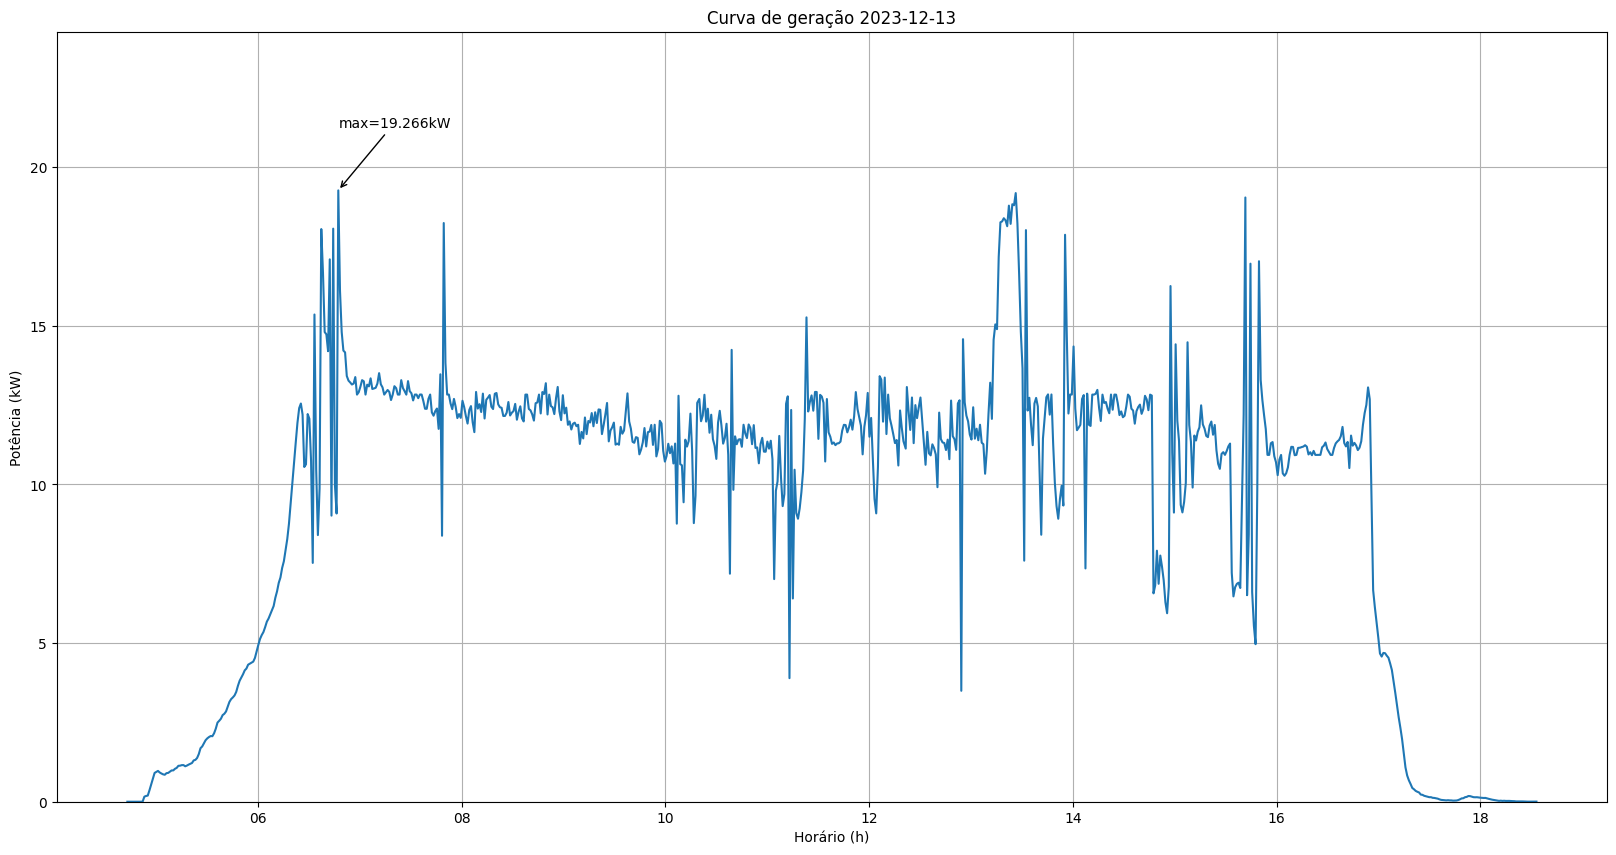 Curva de geração 2023-12-13
max=19.266kW
Potência (kW)
20
15
10
5
0
06 08 10 12 14 16 18
Horário (h)